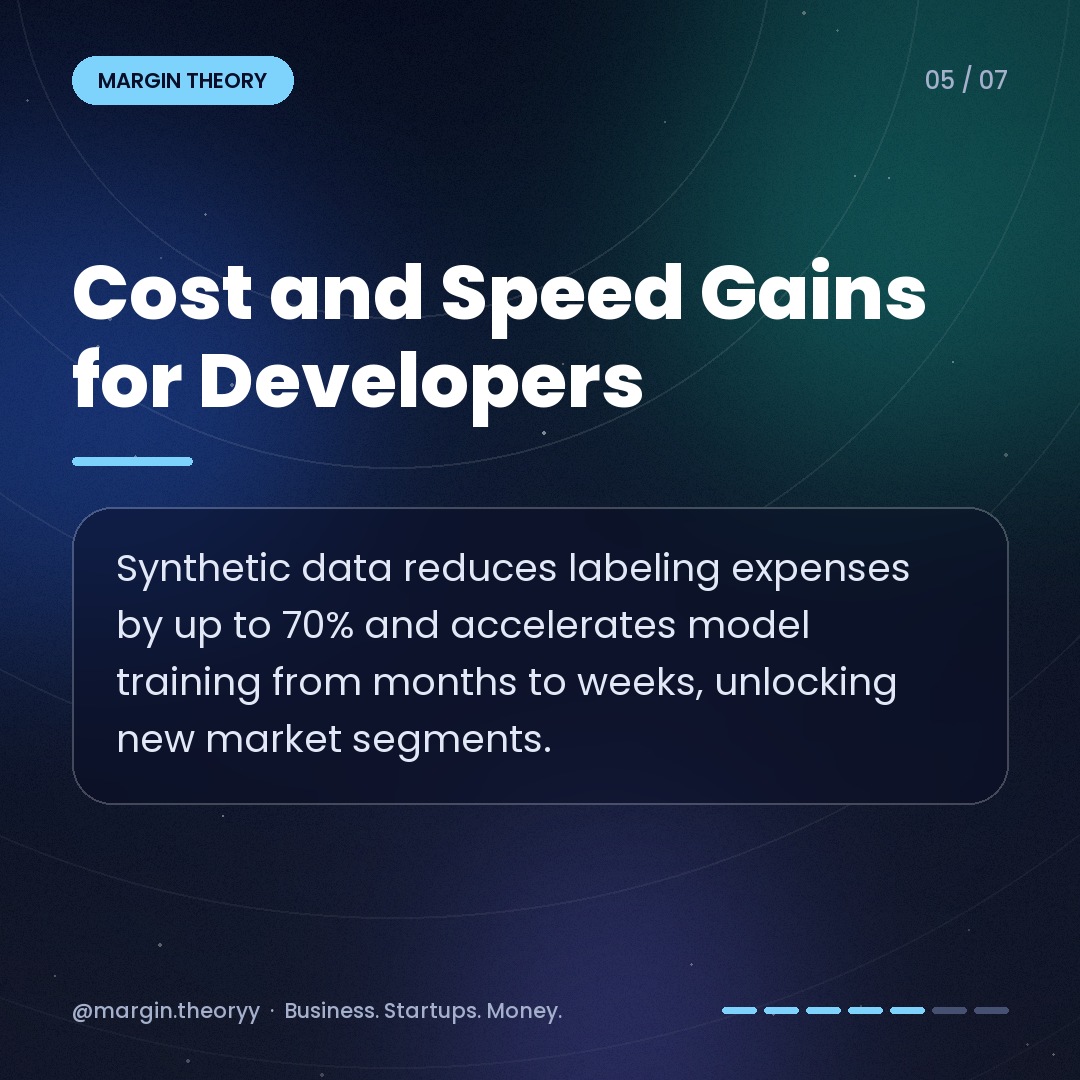 MARGIN THEORY
05 / 07
Cost and Speed Gains
for Developers
Synthetic data reduces labeling expenses
by up to 70% and accelerates model
training from months to weeks, unlocking
new market segments.
@margin.theoryy · Business. Startups. Money.